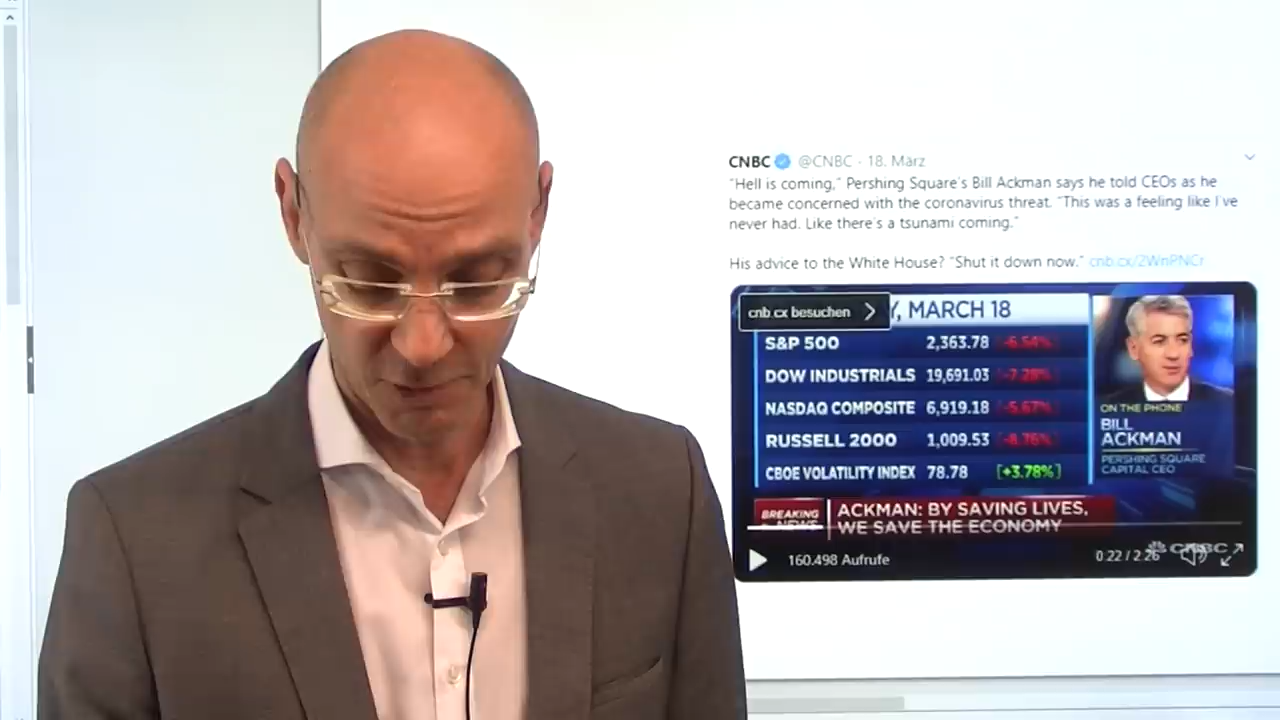 CNBC @CNBC · 18. März
"Hell is coming," Pershing Square's Bill Ackman says he told CEOs as he
became concerned with the coronavirus threat. "This was a feeling like I've
never had. Like there's a tsunami coming."
His advice to the White House? "Shut it down now." cnb.cx/2WnPNCr
cnb.cx besuchen
Y, MARCH 18
S&P 500 2,363.78 -6.54%
DOW INDUSTRIALS 19,691.03 -7.28%
NASDAQ COMPOSITE 6,919.18 -5.67%
RUSSELL 2000 1,009.53 -8.76%
CBOE VOLATILITY INDEX 78.78 [+3.78%]
ON THE PHONE
BILL
ACKMAN
PERSHING SQUARE
CAPITAL CEO
BREAKING
NEWS
ACKMAN: BY SAVING LIVES,
WE SAVE THE ECONOMY
CNBC
160.498 Aufrufe
0:22 / 2:26